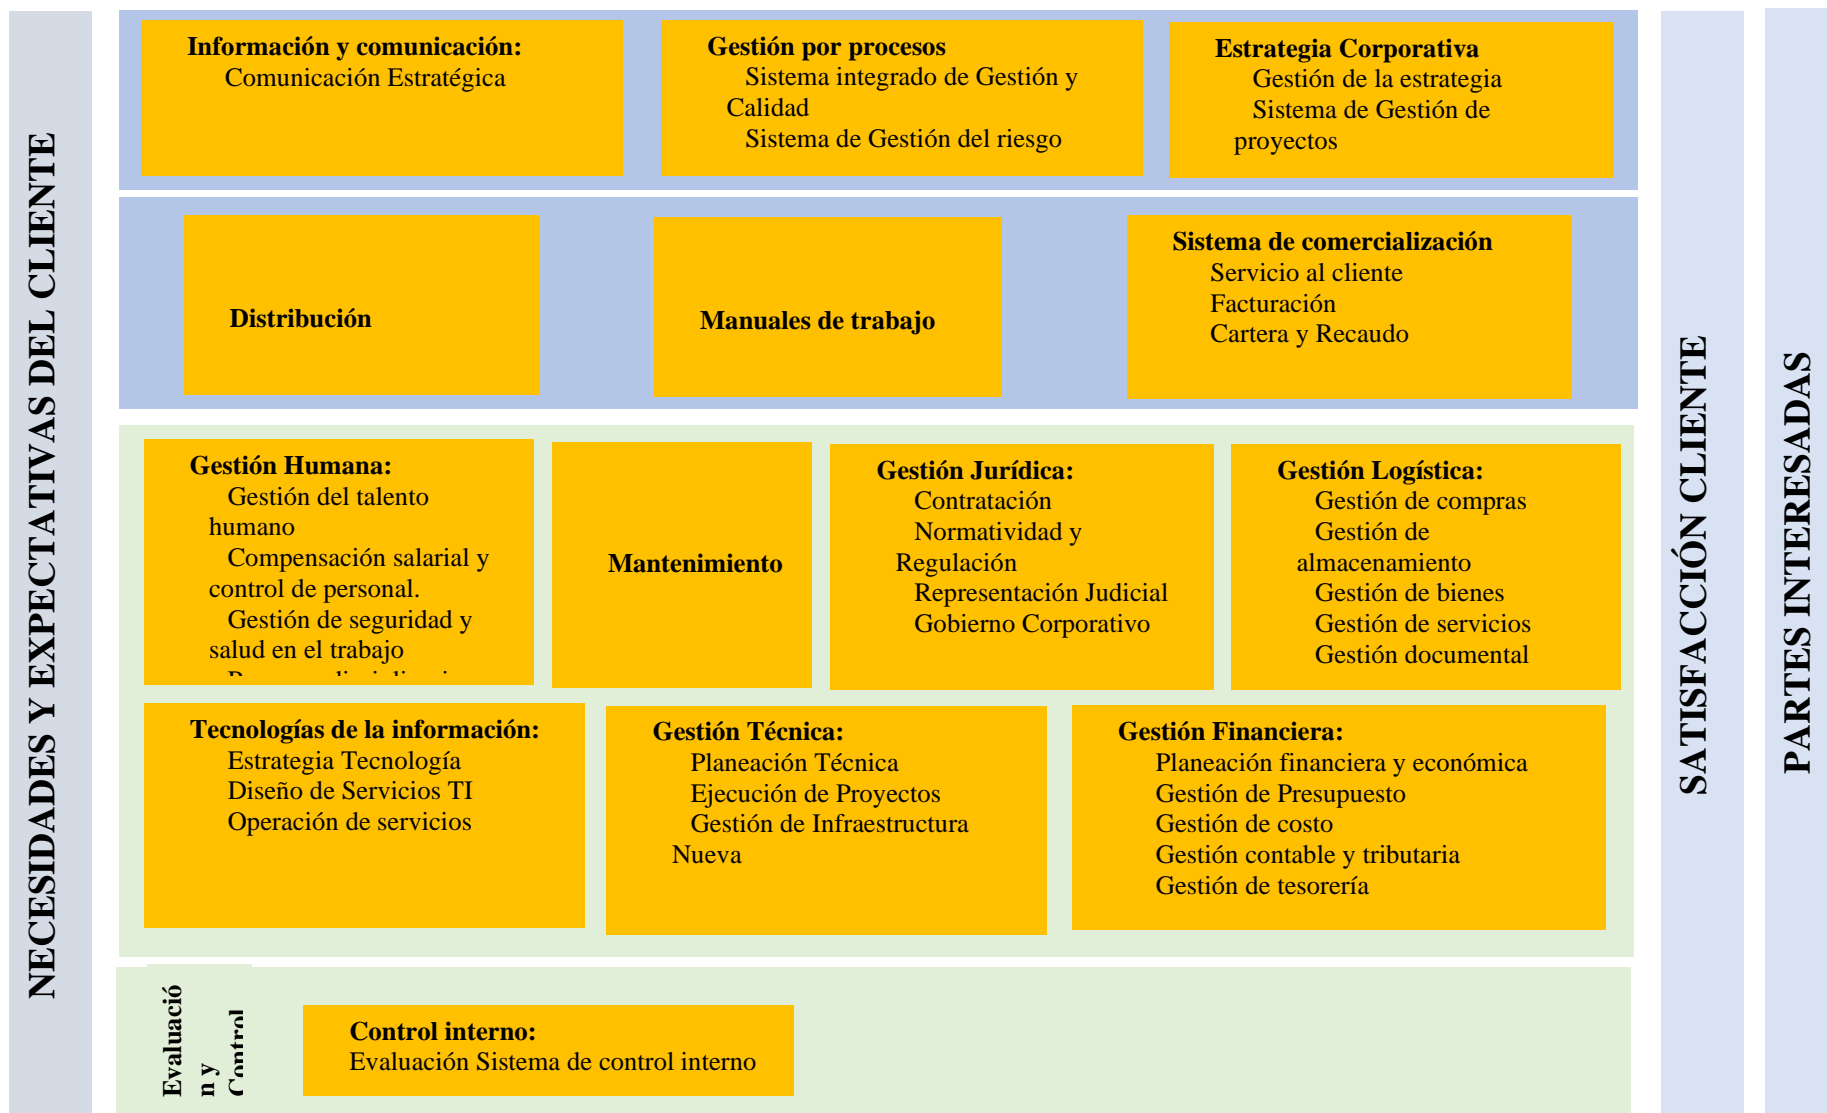 NECESIDADES Y EXPECTATIVAS DEL CLIENTE
Información y comunicación:
Comunicación Estratégica
Gestión por procesos
Sistema integrado de Gestión y
Calidad
Sistema de Gestión del riesgo
Estrategia Corporativa
Gestión de la estrategia
Sistema de Gestión de
proyectos
Distribución
Manuales de trabajo
Sistema de comercialización
Servicio al cliente
Facturación
Cartera y Recaudo
Gestión Humana:
Gestión del talento
humano
Compensación salarial y
control de personal.
Gestión de seguridad y
salud en el trabajo
Mantenimiento
Gestión Jurídica:
Contratación
Normatividad y
Regulación
Representación Judicial
Gobierno Corporativo
Gestión Logística:
Gestión de compras
Gestión de
almacenamiento
Gestión de bienes
Gestión de servicios
Gestión documental
Tecnologías de la información:
Estrategia Tecnología
Diseño de Servicios TI
Operación de servicios
Gestión Técnica:
Planeación Técnica
Ejecución de Proyectos
Gestión de Infraestructura
Nueva
Gestión Financiera:
Planeación financiera y económica
Gestión de Presupuesto
Gestión de costo
Gestión contable y tributaria
Gestión de tesorería
Evaluació
n y
Control
Control interno:
Evaluación Sistema de control interno
SATISFACCIÓN CLIENTE
PARTES INTERESADAS